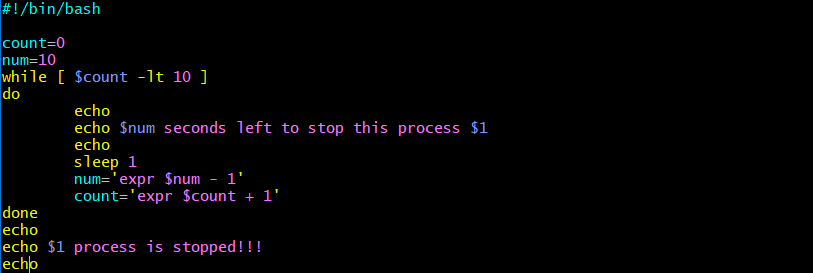 #!/bin/bash

count=0
num=10
while [ $count -lt 10 ]
do
        echo
        echo $num seconds left to stop this process $1
        echo
        sleep 1
        num='expr $num - 1'
        count='expr $count + 1'
done
echo
echo $1 process is stopped!!!
echo